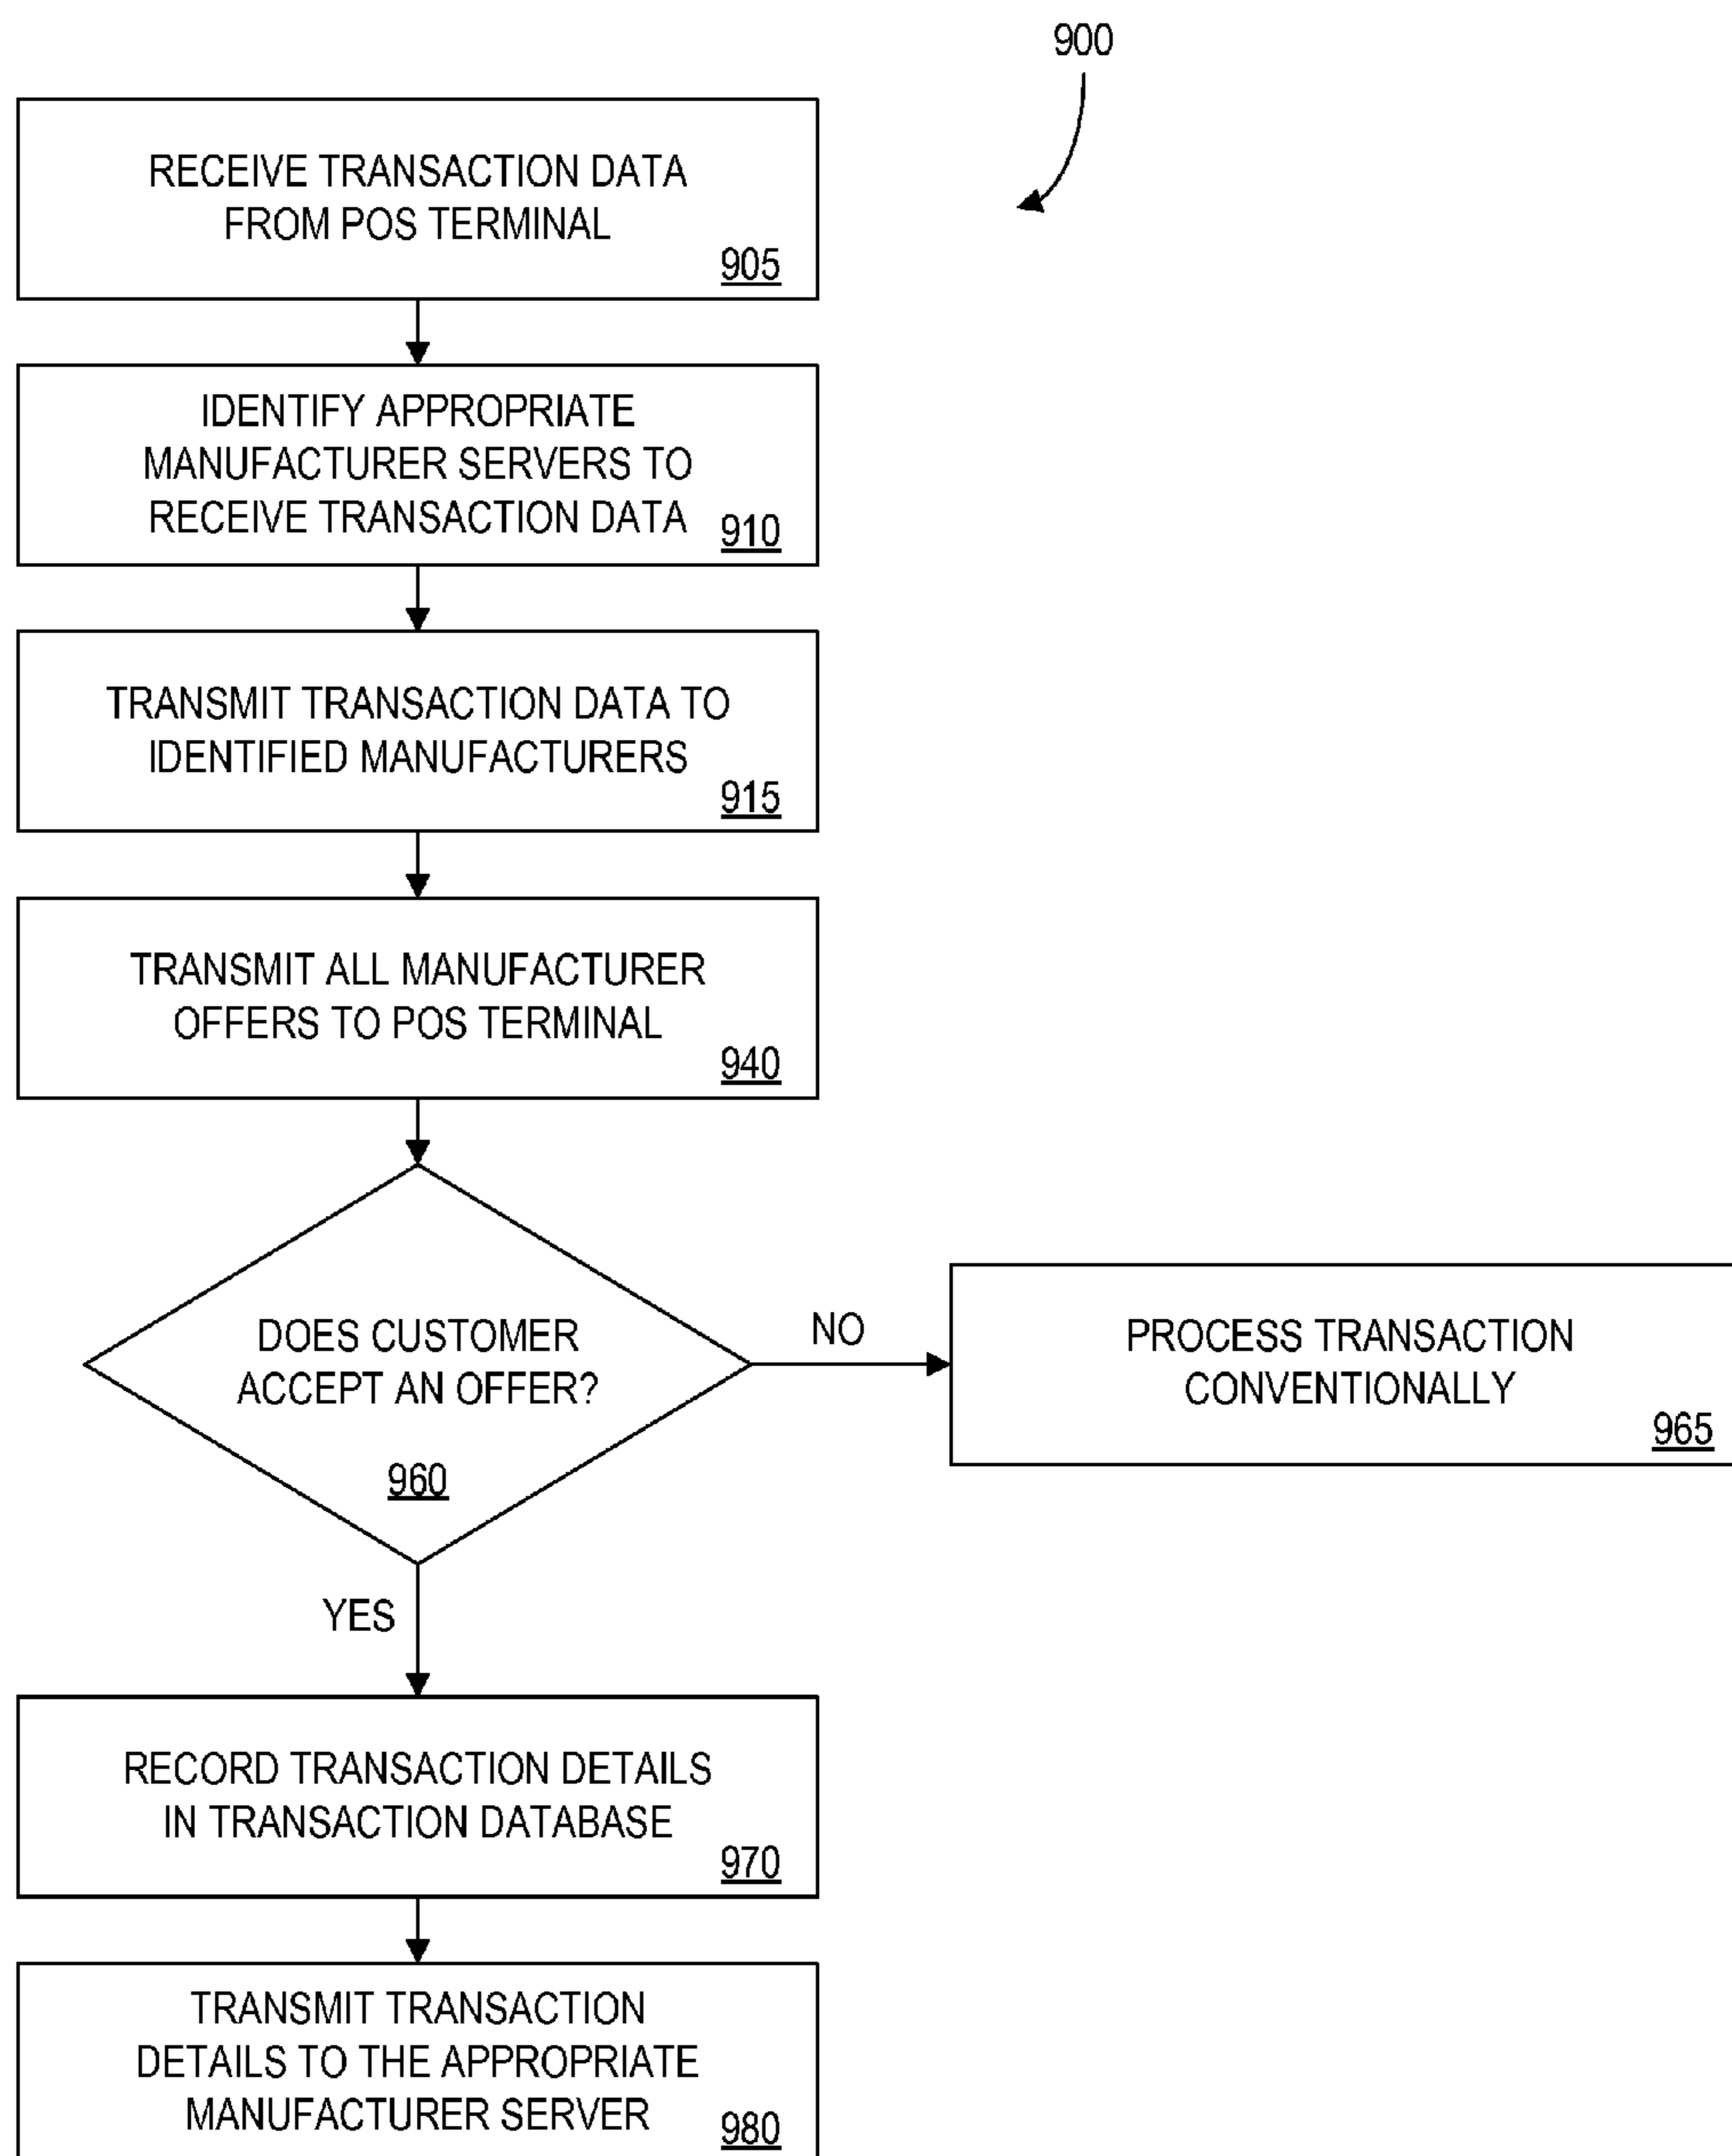 900
RECEIVE TRANSACTION DATA
FROM POS TERMINAL
905
IDENTIFY APPROPRIATE
MANUFACTURER SERVERS TO
RECEIVE TRANSACTION DATA
910
TRANSMIT TRANSACTION DATA TO
IDENTIFIED MANUFACTURERS
915
TRANSMIT ALL MANUFACTURER
OFFERS TO POS TERMINAL
940
DOES CUSTOMER
ACCEPT AN OFFER?
960
NO
PROCESS TRANSACTION
CONVENTIONALLY
965
YES
RECORD TRANSACTION DETAILS
IN TRANSACTION DATABASE
970
TRANSMIT TRANSACTION
DETAILS TO THE APPROPRIATE
MANUFACTURER SERVER
980